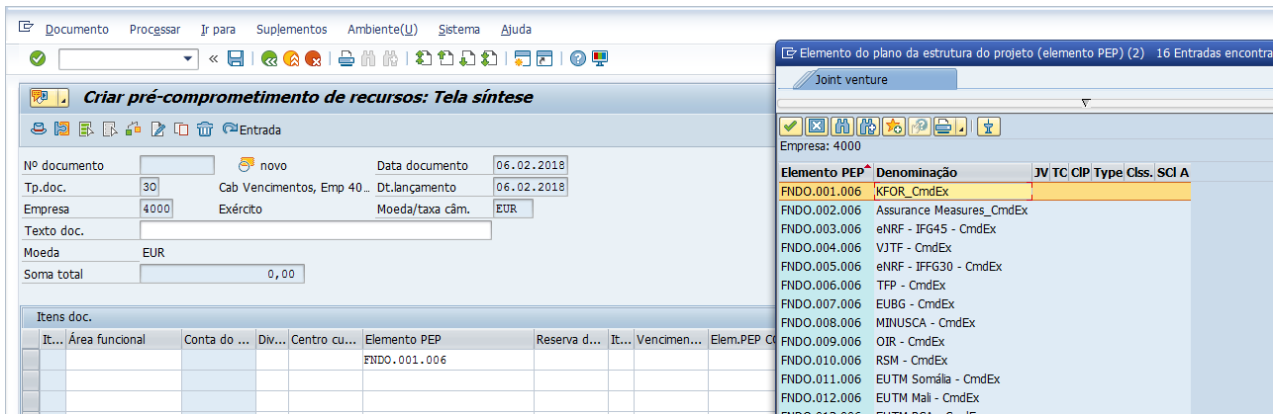 Documento Processar Ir para Suplementos Ambiente(U) Sistema Ajuda
Criar pré-comprometimento de recursos: Tela síntese
Entrada
Nº documento novo Data documento 06.02.2018
Tp.doc. 30 Cab Vencimentos, Emp 40... Dt.lançamento 06.02.2018
Empresa 4000 Exército Moeda/taxa câm. EUR
Texto doc.
Moeda EUR
Soma total 0,00
Itens doc.
It... Área funcional Conta do ... Div... Centro cu... Elemento PEP Reserva d... It... Vencimen... Elem.PEP
FNDO.001.006
Elemento do plano da estrutura do projeto (elemento PEP) (2) 16 Entradas encontra
Joint venture
Empresa: 4000
Elemento PEP Denominação JV TC ClP Type Clss. SCl A
FNDO.001.006 KFOR_CmdEx
FNDO.002.006 Assurance Measures_CmdEx
FNDO.003.006 eNRF - IFG45 - CmdEx
FNDO.004.006 VJTF - CmdEx
FNDO.005.006 eNRF - IFFG30 - CmdEx
FNDO.006.006 TFP - CmdEx
FNDO.007.006 EUBG - CmdEx
FNDO.008.006 MINUSCA - CmdEx
FNDO.009.006 OIR - CmdEx
FNDO.010.006 RSM - CmdEx
FNDO.011.006 EUTM Somália - CmdEx
FNDO.012.006 EUTM Mali - CmdEx